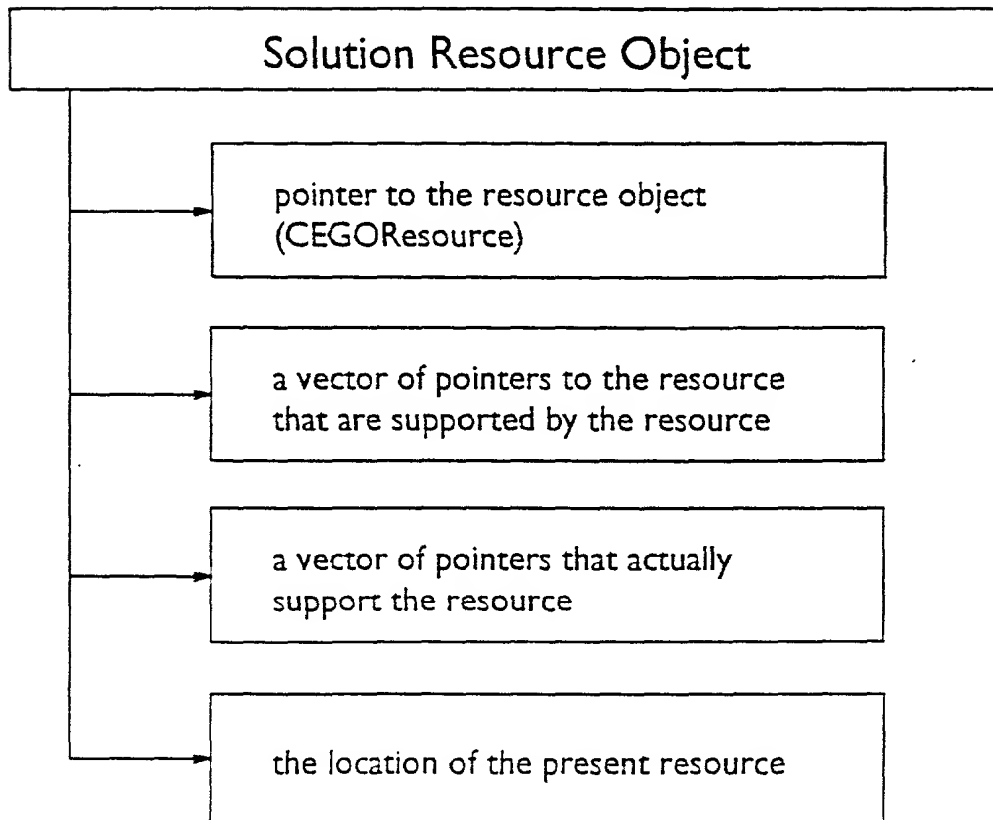 Solution Resource Object
pointer to the resource object
(CEGOResource)
a vector of pointers to the resource
that are supported by the resource
a vector of pointers that actually
support the resource
the location of the present resource